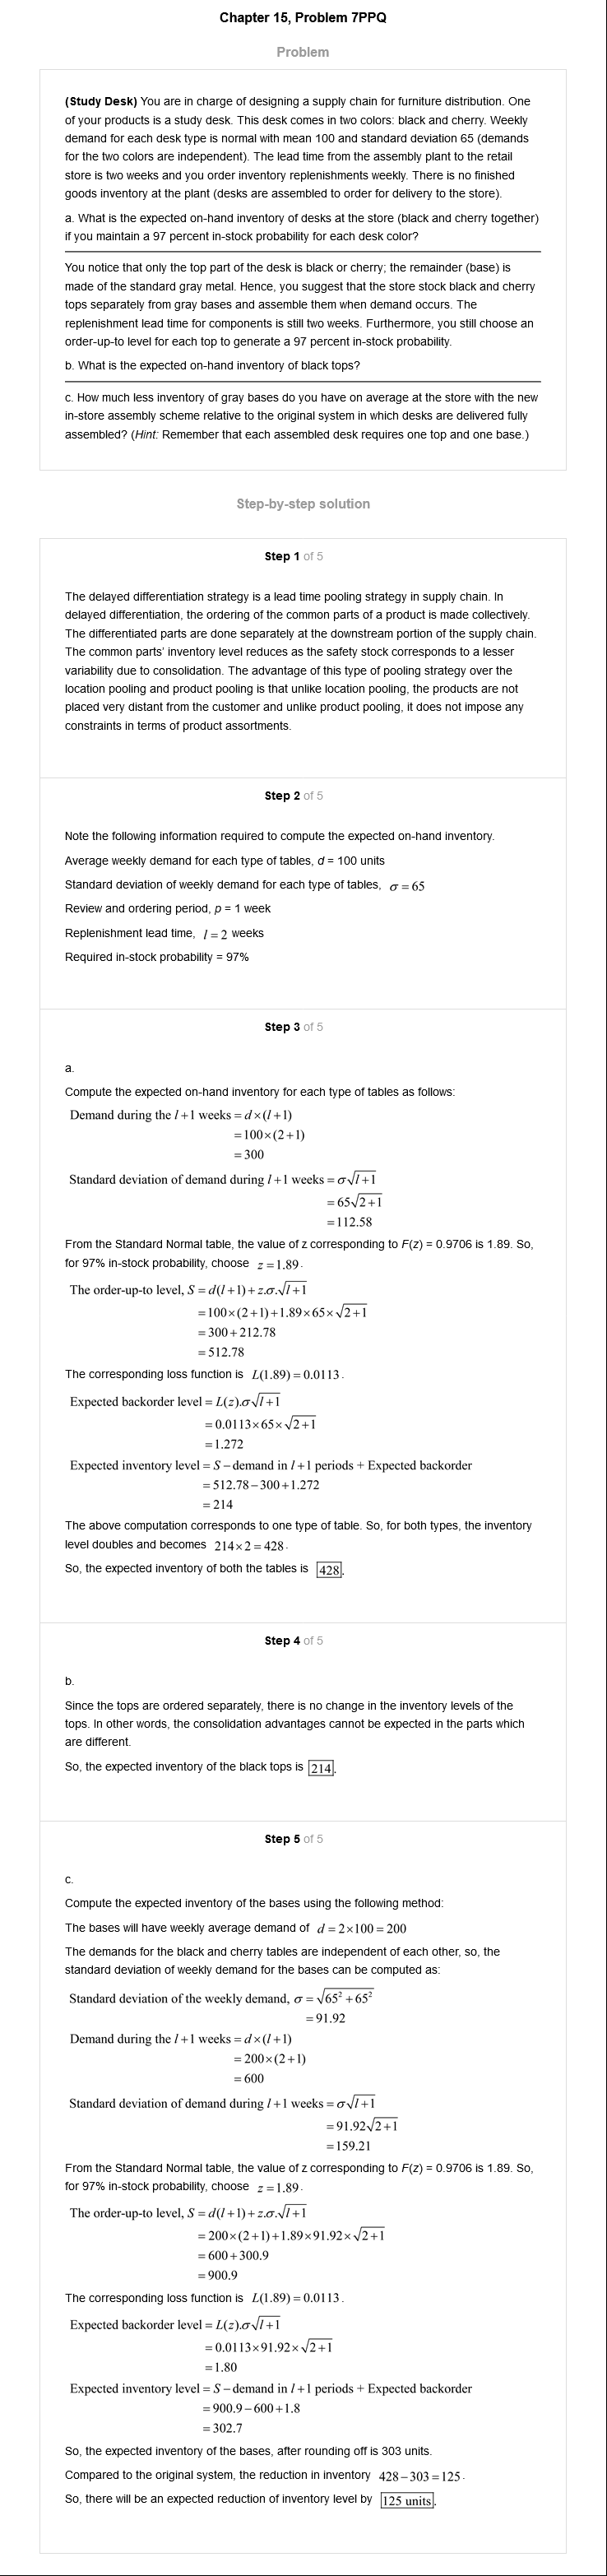 Chapter 15, Problem 7PPQ
Problem
(Study Desk) You are in charge of designing a supply chain for furniture distribution. One
of your products is a study desk. This desk comes in two colors: black and cherry. Weekly
demand for each desk type is normal with mean 100 and standard deviation 65 (demands
for the two colors are independent). The lead time from the assembly plant to the retail
store is two weeks and you order inventory replenishments weekly. There is no finished
goods inventory at the plant (desks are assembled to order for delivery to the store).
a. What is the expected on-hand inventory of desks at the store (black and cherry together)
if you maintain a 97 percent in-stock probability for each desk color?
You notice that only the top part of the desk is black or cherry; the remainder (base) is
made of the standard gray metal. Hence, you suggest that the store stock black and cherry
tops separately from gray bases and assemble them when demand occurs. The
replenishment lead time for components is still two weeks. Furthermore, you still choose an
order-up-to level for each top to generate a 97 percent in-stock probability.
b. What is the expected on-hand inventory of black tops?
c. How much less inventory of gray bases do you have on average at the store with the new
in-store assembly scheme relative to the original system in which desks are delivered fully
assembled? (Hint: Remember that each assembled desk requires one top and one base.)
Step-by-step solution
Step 1 of 5
The delayed differentiation strategy is a lead time pooling strategy in supply chain. In
delayed differentiation, the ordering of the common parts of a product is made collectively.
The differentiated parts are done separately at the downstream portion of the supply chain.
The common parts' inventory level reduces as the safety stock corresponds to a lesser
variability due to consolidation. The advantage of this type of pooling strategy over the
location pooling and product pooling is that unlike location pooling, the products are not
placed very distant from the customer and unlike product pooling, it does not impose any
constraints in terms of product assortments.
Step 2 of 5
Note the following information required to compute the expected on-hand inventory.
Average weekly demand for each type of tables, d = 100 units
Standard deviation of weekly demand for each type of tables, σ = 65
Review and ordering period, p = 1 week
Replenishment lead time, l = 2 weeks
Required in-stock probability = 97%
Step 3 of 5
a.
Compute the expected on-hand inventory for each type of tables as follows:
Demand during the l+1 weeks = d×(l+1)
=100×(2+1)
=300
Standard deviation of demand during l+1 weeks = σ√l+1
= 65√2+1
=112.58
From the Standard Normal table, the value of z corresponding to F(z) = 0.9706 is 1.89. So,
for 97% in-stock probability, choose z =1.89.
The order-up-to level, S = d(l+1)+z.σ.√l+1
=100×(2+1)+1.89×65×√2+1
=300+212.78
=512.78
The corresponding loss function is L(1.89)=0.0113.
Expected backorder level = L(z).σ√l+1
= 0.0113×65×√2+1
=1.272
Expected inventory level = S −demand in l+1 periods + Expected backorder
=512.78−300+1.272
=214
The above computation corresponds to one type of table. So, for both types, the inventory
level doubles and becomes 214×2=428.
So, the expected inventory of both the tables is 428.
Step 4 of 5
b.
Since the tops are ordered separately, there is no change in the inventory levels of the
tops. In other words, the consolidation advantages cannot be expected in the parts which
are different.
So, the expected inventory of the black tops is 214.
Step 5 of 5
c.
Compute the expected inventory of the bases using the following method:
The bases will have weekly average demand of d = 2×100=200
The demands for the black and cherry tables are independent of each other, so, the
standard deviation of weekly demand for the bases can be computed as:
Standard deviation of the weekly demand, σ = √65²+65²
=91.92
Demand during the l+1 weeks = d×(l+1)
=200×(2+1)
=600
Standard deviation of demand during l+1 weeks = σ√l+1
=91.92√2+1
=159.21
From the Standard Normal table, the value of z corresponding to F(z) = 0.9706 is 1.89. So,
for 97% in-stock probability, choose z =1.89.
The order-up-to level, S = d(l+1)+z.σ.√l+1
=200×(2+1)+1.89×91.92×√2+1
=600+300.9
=900.9
The corresponding loss function is L(1.89)=0.0113.
Expected backorder level = L(z).σ√l+1
=0.0113×91.92×√2+1
=1.80
Expected inventory level = S −demand in l+1 periods + Expected backorder
=900.9−600+1.8
=302.7
So, the expected inventory of the bases, after rounding off is 303 units.
Compared to the original system, the reduction in inventory 428−303=125.
So, there will be an expected reduction of inventory level by 125 units.